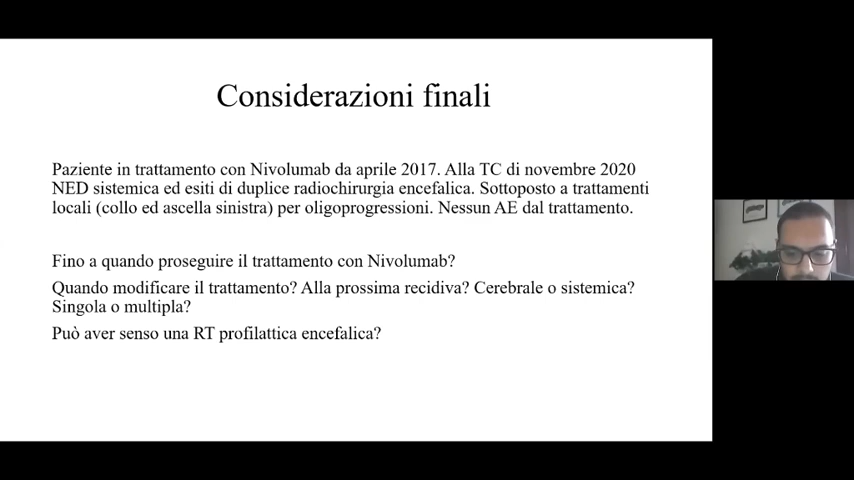 Considerazioni finali
Paziente in trattamento con Nivolumab da aprile 2017. Alla TC di novembre 2020
NED sistemica ed esiti di duplice radiochirurgia encefalica. Sottoposto a trattamenti
locali (collo ed ascella sinistra) per oligoprogressioni. Nessun AE dal trattamento.
Fino a quando proseguire il trattamento con Nivolumab?
Quando modificare il trattamento? Alla prossima recidiva? Cerebrale o sistemica?
Singola o multipla?
Può aver senso una RT profilattica encefalica?